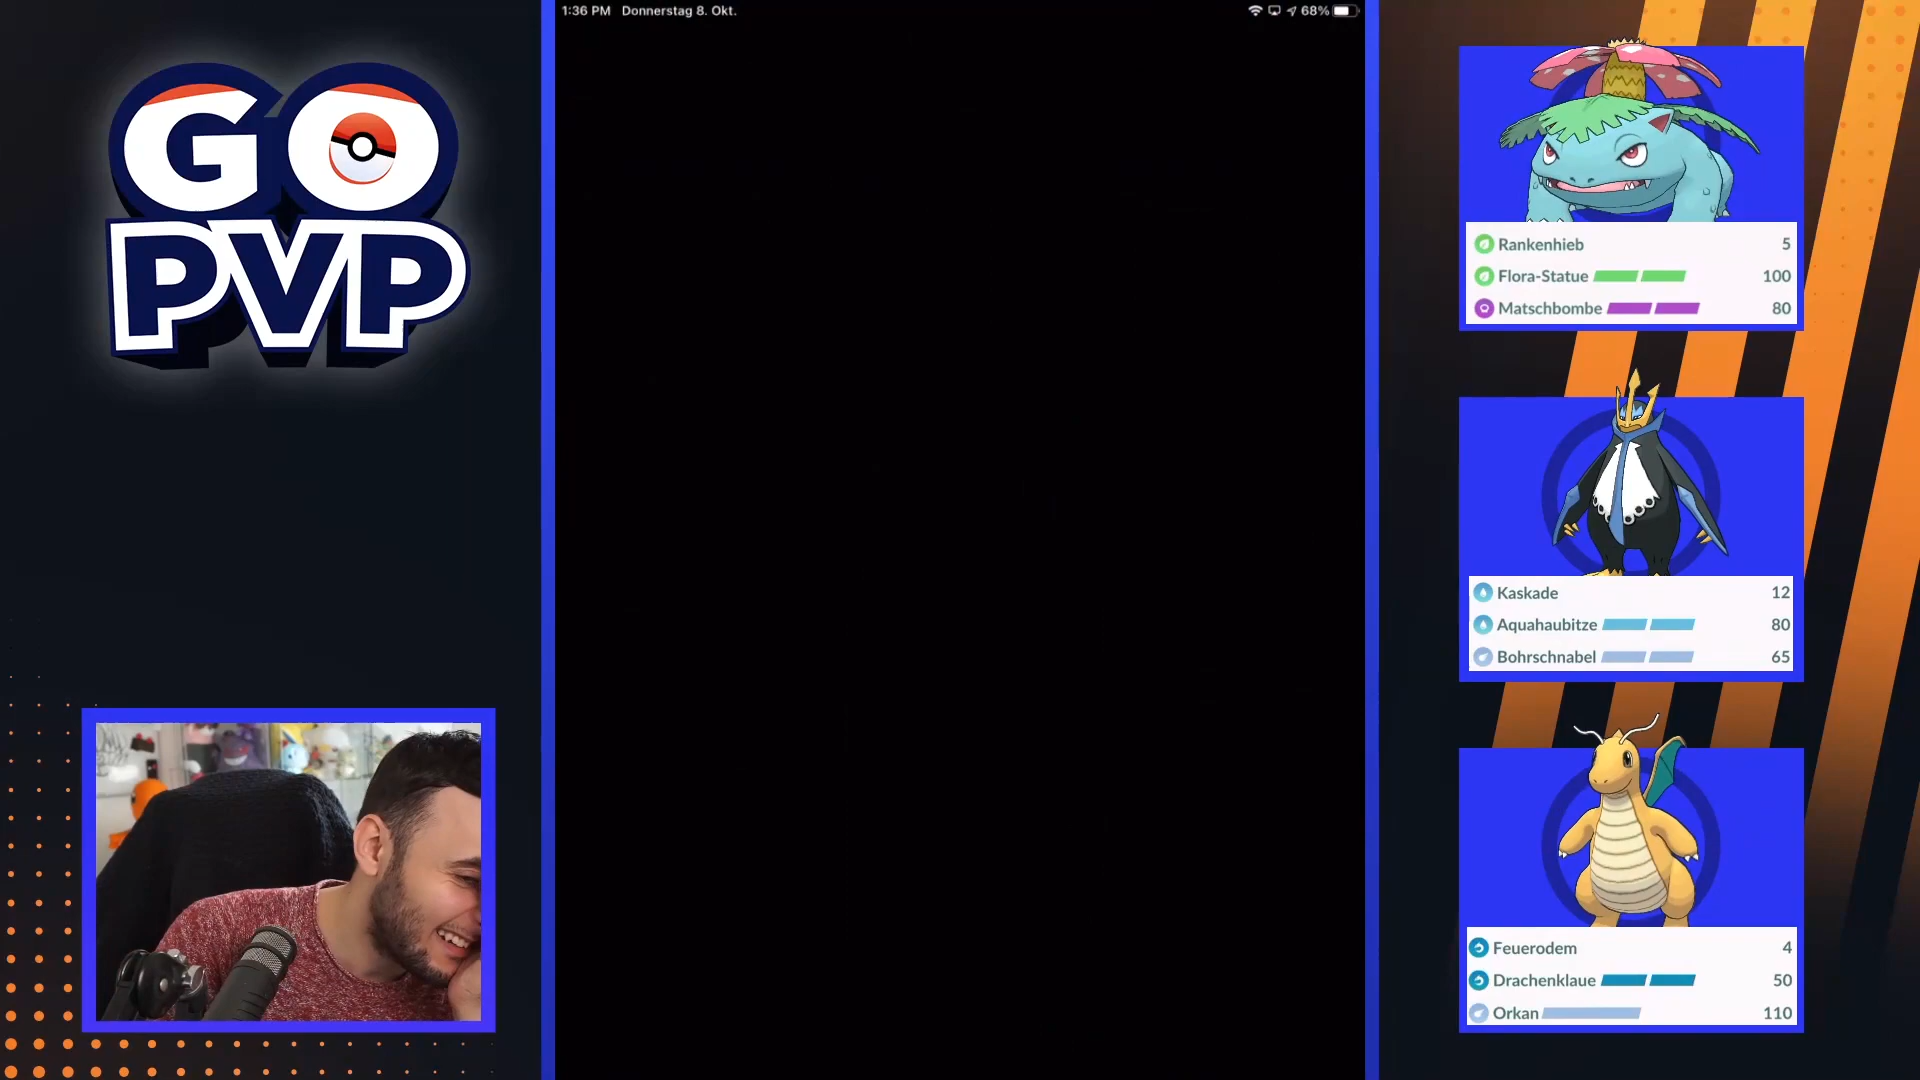 1:36 PM Donnerstag 8. Okt.
68%
GO
PVP
Rankenhieb 5
Flora-Statue 100
Matschbombe 80
Kaskade 12
Aquahaubitze 80
Bohrschnabel 65
Feuerodem 4
Drachenklaue 50
Orkan 110